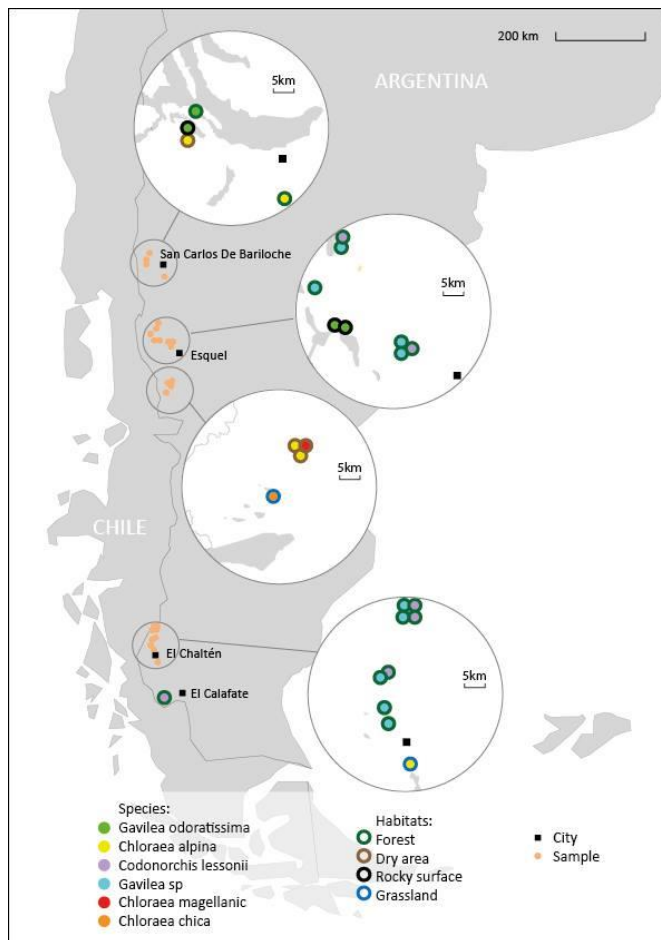 200 km
ARGENTINA
5km
San Carlos De Bariloche
5km
Esquel
5km
CHILE
El Chaltén
5km
El Calafate
Species:
Gavilea odoratissima
Chloraea alpina
Codonorchis lessonii
Gavilea sp
Chloraea magellanic
Chloraea chica
Habitats:
Forest
Dry area
Rocky surface
Grassland
City
Sample